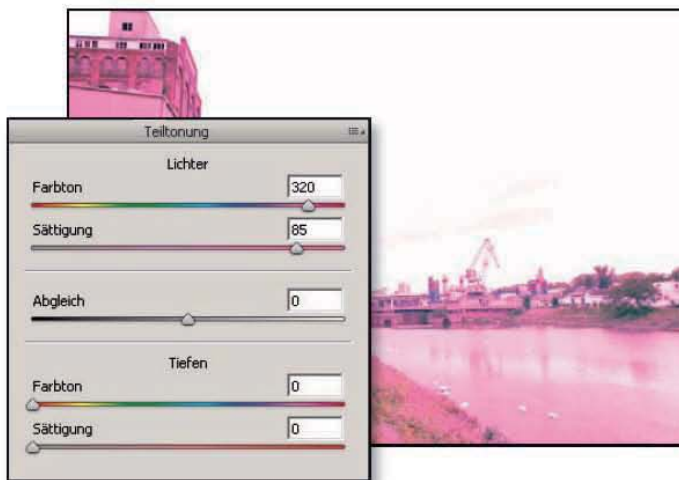 Teiltonung
Lichter
Farbton 320
Sättigung 85
Abgleich 0
Tiefen
Farbton 0
Sättigung 0